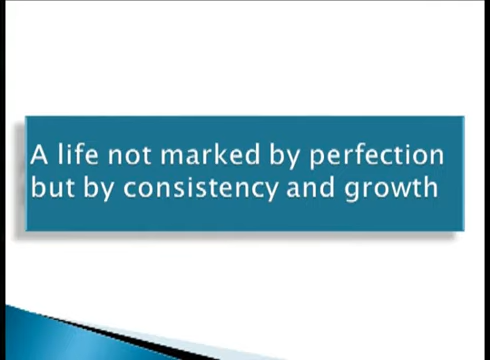 A life not marked by perfection
but by consistency and growth